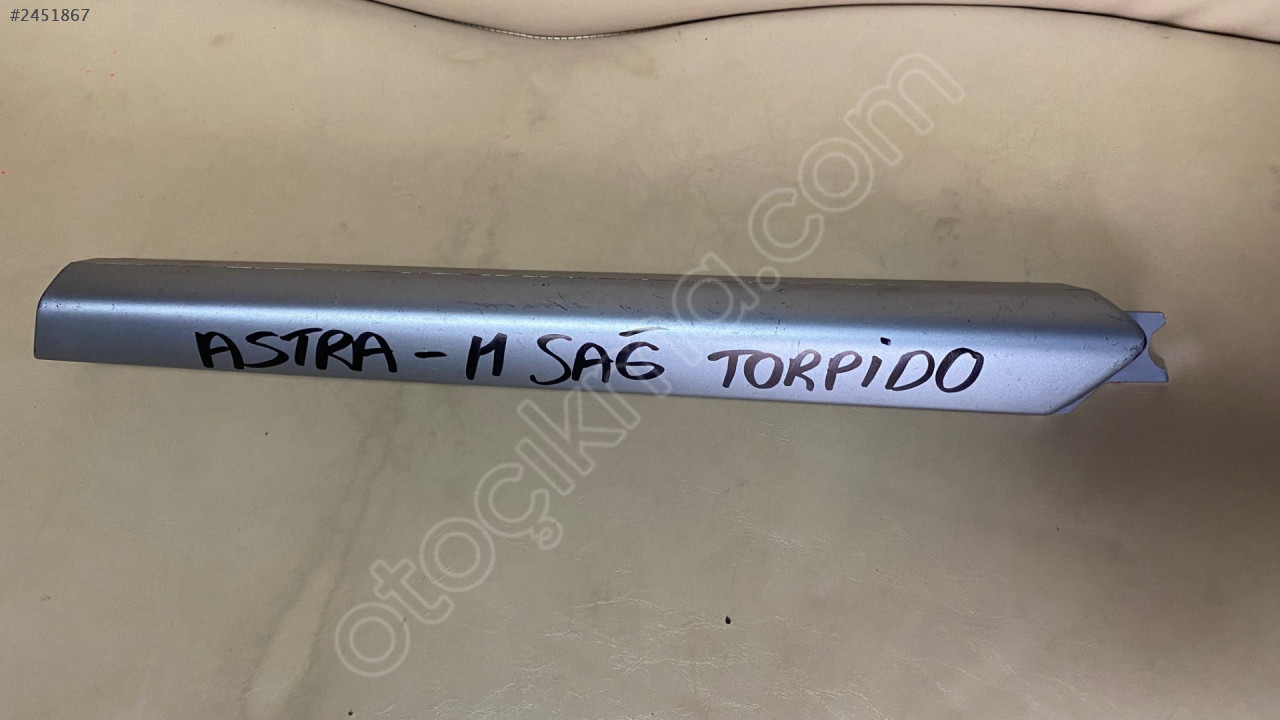 #2451867
ASTRA - H SAĞ TORPİDO
otoçıkma.com